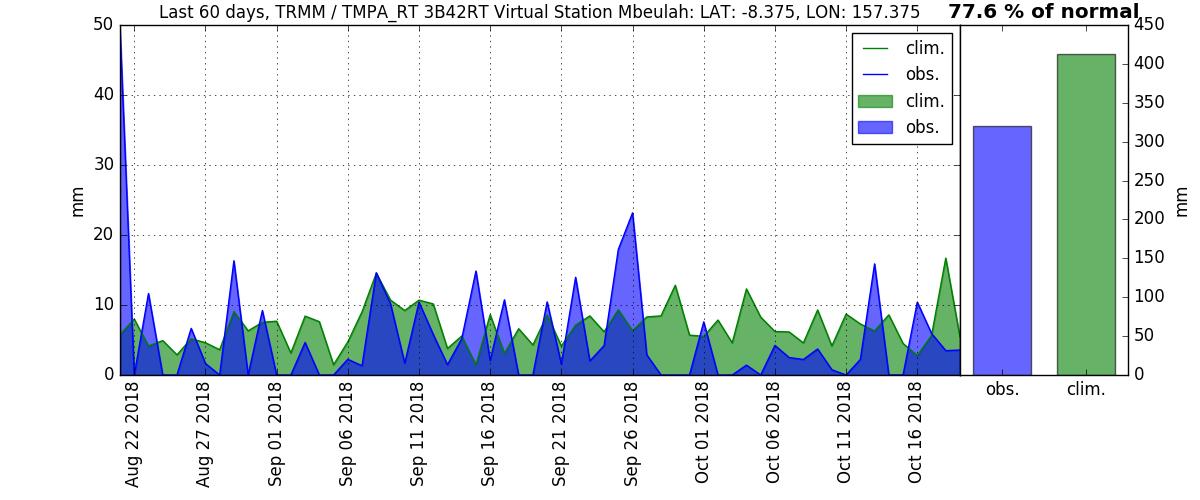 Last 60 days, TRMM / TMPA_RT 3B42RT Virtual Station Mbeulah: LAT: -8.375, LON: 157.375
77.6 % of normal
50
40
30
20
10
0
mm
clim.
obs.
clim.
obs.
450
400
350
300
250
200
150
100
50
0
mm
Aug 22 2018
Aug 27 2018
Sep 01 2018
Sep 06 2018
Sep 11 2018
Sep 16 2018
Sep 21 2018
Sep 26 2018
Oct 01 2018
Oct 06 2018
Oct 11 2018
Oct 16 2018
obs.
clim.